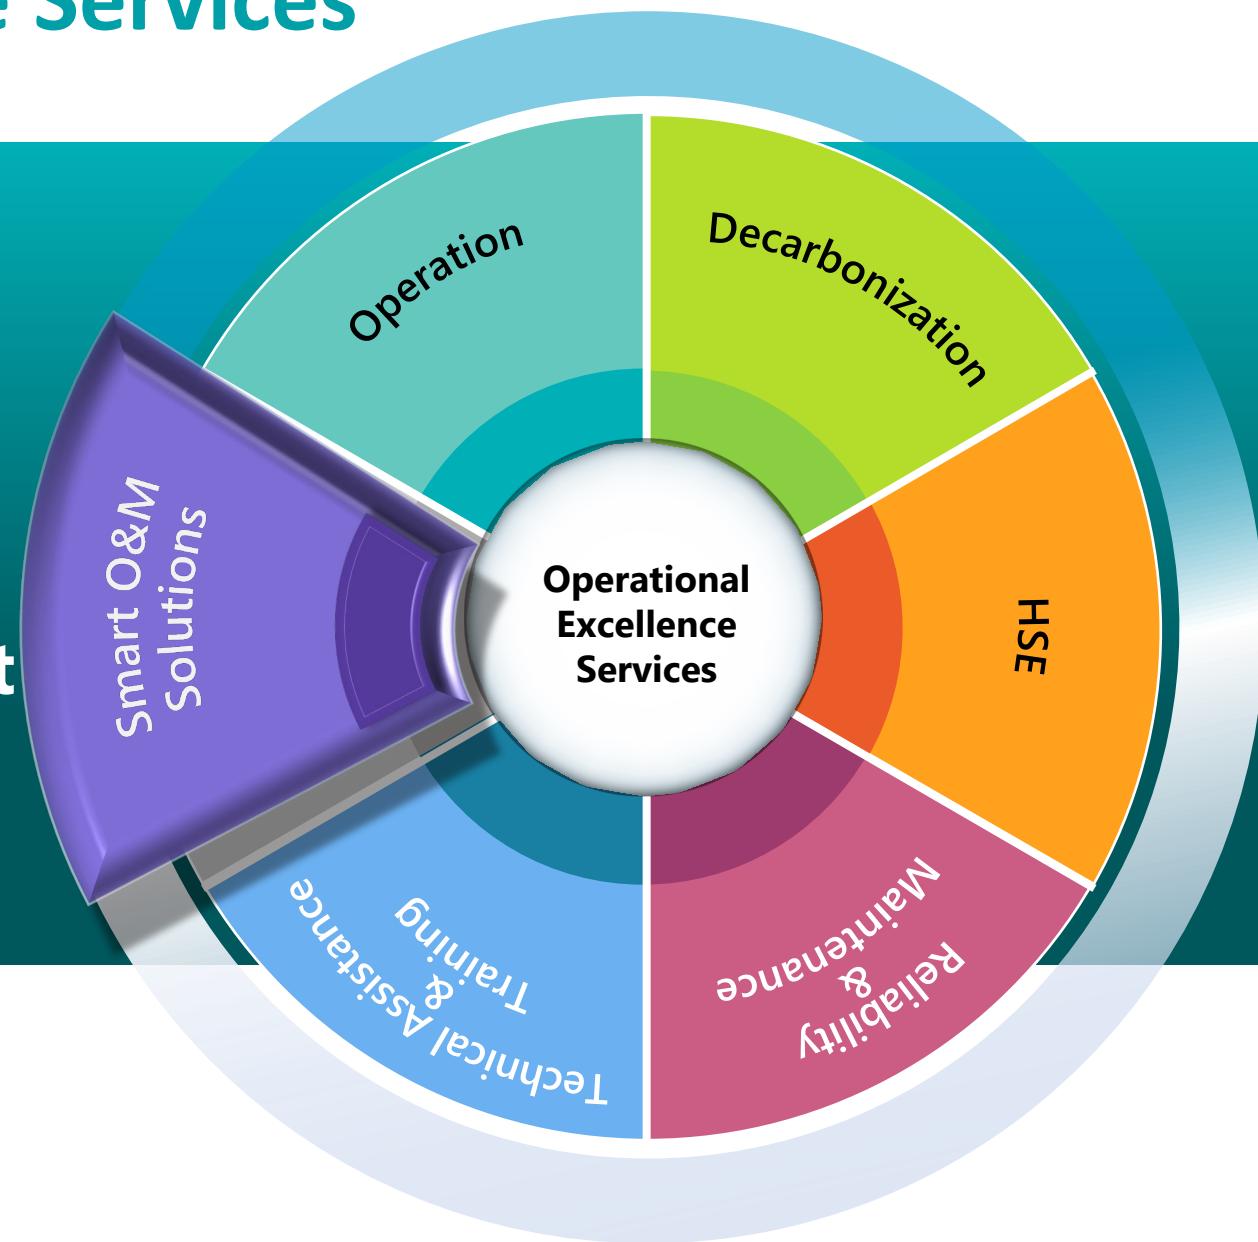 e Services
Operation
Decarbonization
HSE
Reliability
&
Maintenance
Technical Assistance
&
Training
Smart O&M
Solutions
Operational
Excellence
Services
t